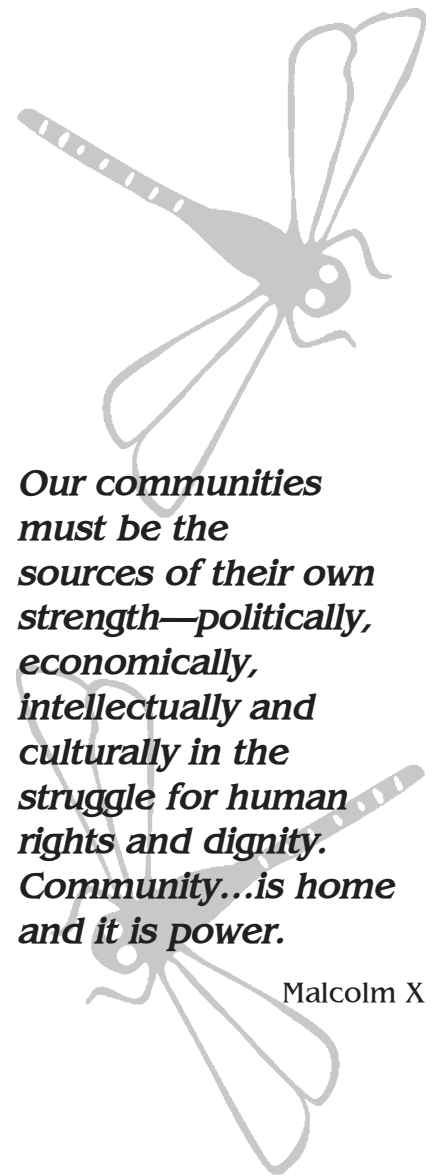 Our communities
must be the
sources of their own
strength—politically,
economically,
intellectually and
culturally in the
struggle for human
rights and dignity.
Community…is home
and it is power.
Malcolm X